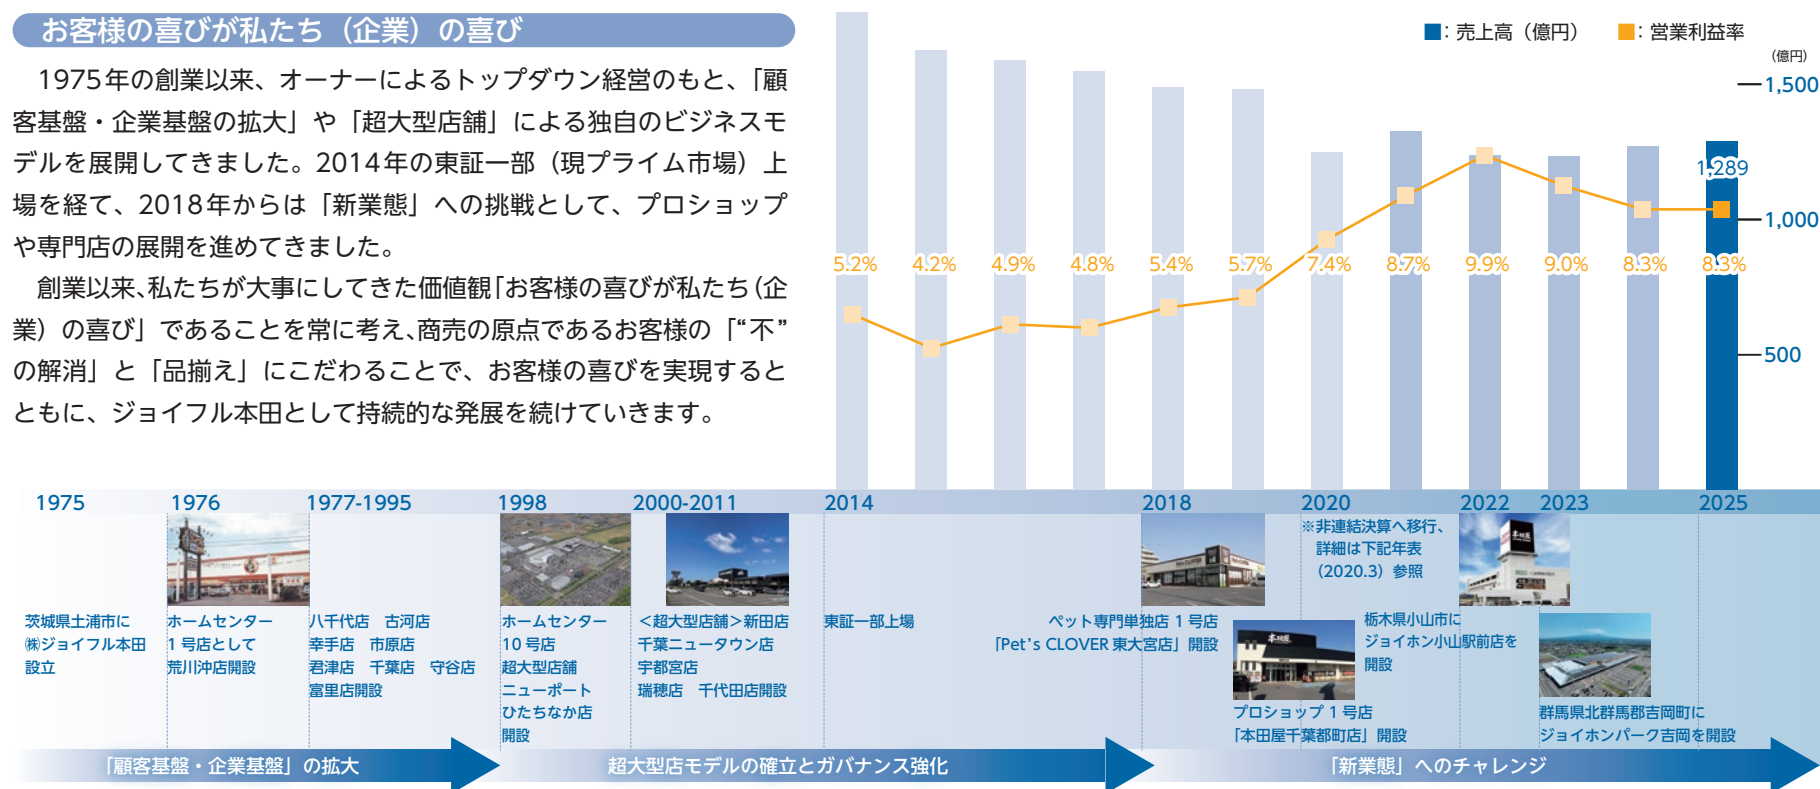 お客様の喜びが私たち（企業）の喜び
1975年の創業以来、オーナーによるトップダウン経営のもと、「顧
客基盤・企業基盤の拡大」や「超大型店舗」による独自のビジネスモ
デルを展開してきました。2014年の東証一部（現プライム市場）上
場を経て、2018年からは「新業態」への挑戦として、プロショップ
や専門店の展開を進めてきました。
創業以来、私たちが大事にしてきた価値観「お客様の喜びが私たち（企
業）の喜び」であることを常に考え、商売の原点であるお客様の「“不”
の解消」と「品揃え」にこだわることで、お客様の喜びを実現すると
ともに、ジョイフル本田として持続的な発展を続けていきます。
■：売上高（億円） ■：営業利益率
（億円）
1,500
1,289
1,000
5.2% 4.2% 4.9% 4.8% 5.4% 5.7% 7.4% 8.7% 9.9% 9.0% 8.3% 8.3%
500
1975 1976 1977-1995 1998 2000-2011 2014 2018 2020 2022 2023 2025
茨城県土浦市に
㈱ジョイフル本田
設立
ホームセンター
1号店として
荒川沖店開設
八千代店 古河店
幸手店 市原店
君津店 千葉店 守谷店
富里店開設
ホームセンター
10号店
超大型店舗
ニューポート
ひたちなか店
開設
＜超大型店舗＞新田店
千葉ニュータウン店
宇都宮店
瑞穂店 千代田店開設
東証一部上場
ペット専門単独店1号店
「Pet’s CLOVER 東大宮店」開設
※非連結決算へ移行、
詳細は下記年表
（2020.3）参照
本田屋
プロショップ1号店
「本田屋千葉都町店」開設
栃木県小山市に
ジョイホン小山駅前店を
開設
群馬県北群馬郡吉岡町に
ジョイホンパーク吉岡を開設
「顧客基盤・企業基盤」の拡大
超大型店モデルの確立とガバナンス強化
「新業態」へのチャレンジ